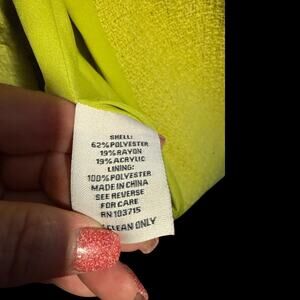 SHELL:
62% POLYESTER
19% RAYON
19% ACRYLIC
LINING:
100% POLYESTER
MADE IN CHINA
SEE REVERSE
FOR CARE
RN 103715
CLEAN ONLY